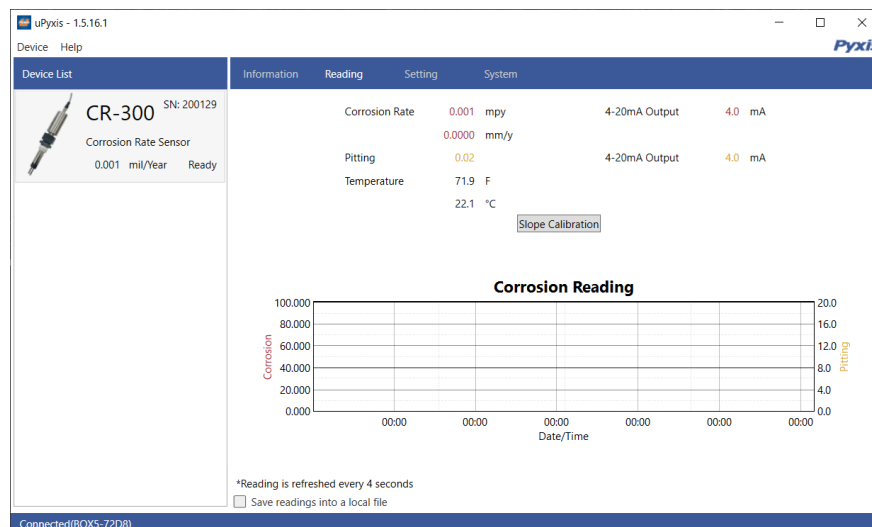 uPyxis - 1.5.16.1
Device Help
Device List
Information Reading Setting System
CR-300 SN: 200129
Corrosion Rate Sensor
0.001 mil/Year Ready
Corrosion Rate 0.001 mpy 4-20mA Output 4.0 mA
0.0000 mm/y
Pitting 0.02 4-20mA Output 4.0 mA
Temperature 71.9 F
22.1 °C
Slope Calibration
Corrosion Reading
100.000 20.0
80.000 16.0
60.000 12.0
40.000 8.0
20.000 4.0
0.000 0.0
Corrosion
Pitting
00:00 00:00 00:00 00:00 00:00 00:00
Date/Time
*Reading is refreshed every 4 seconds
Save readings into a local file
Connected(BOX5-72D8)